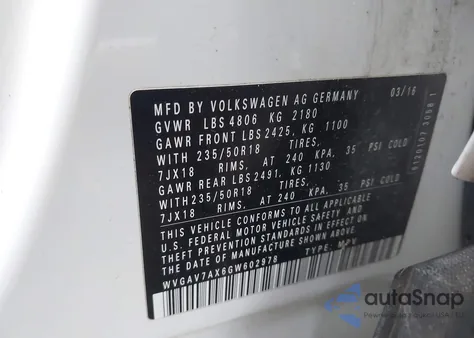 MFD BY VOLKSWAGEN AG GERMANY 03/16
GVWR LBS 4806 KG 2180
GAWR FRONT LBS 2425, KG 1100
WITH 235/50R18 TIRES,
7JX18 RIMS, AT 240 KPA, 35 PSI COLD
GAWR REAR LBS 2491, KG 1130
WITH 235/50R18 TIRES,
7JX18 RIMS, AT 240 KPA, 35 PSI COLD
THIS VEHICLE CONFORMS TO ALL APPLICABLE
U.S. FEDERAL MOTOR VEHICLE SAFETY AND
THEFT PREVENTION STANDARDS IN EFFECT ON
THE DATE OF MANUFACTURE SHOWN ABOVE.
WVGAV7AX6GW602978 TYPE: MPV
autoSnap